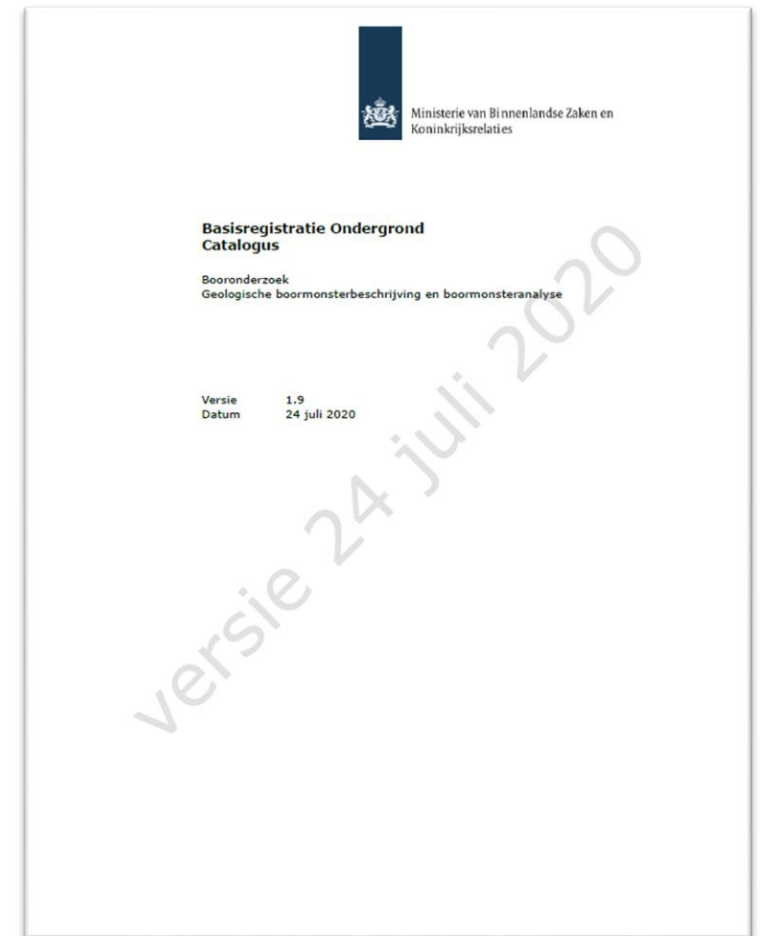 Ministerie van Binnenlandse Zaken en
Koninkrijksrelaties
Basisregistratie Ondergrond
Catalogus
Booronderzoek
Geologische boormonsterbeschrijving en boormonsteranalyse
Versie 1.9
Datum 24 juli 2020
versie 24 juli 2020